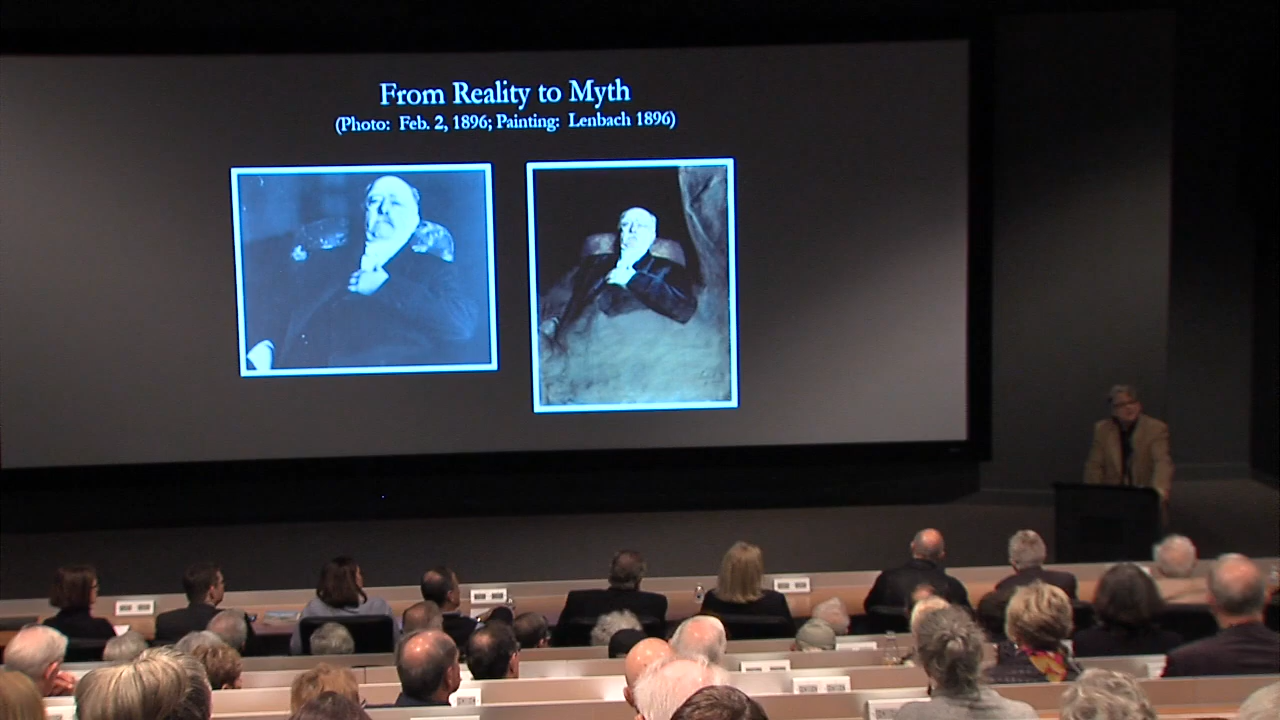 From Reality to Myth
(Photo: Feb. 2, 1896; Painting: Lenbach 1896)